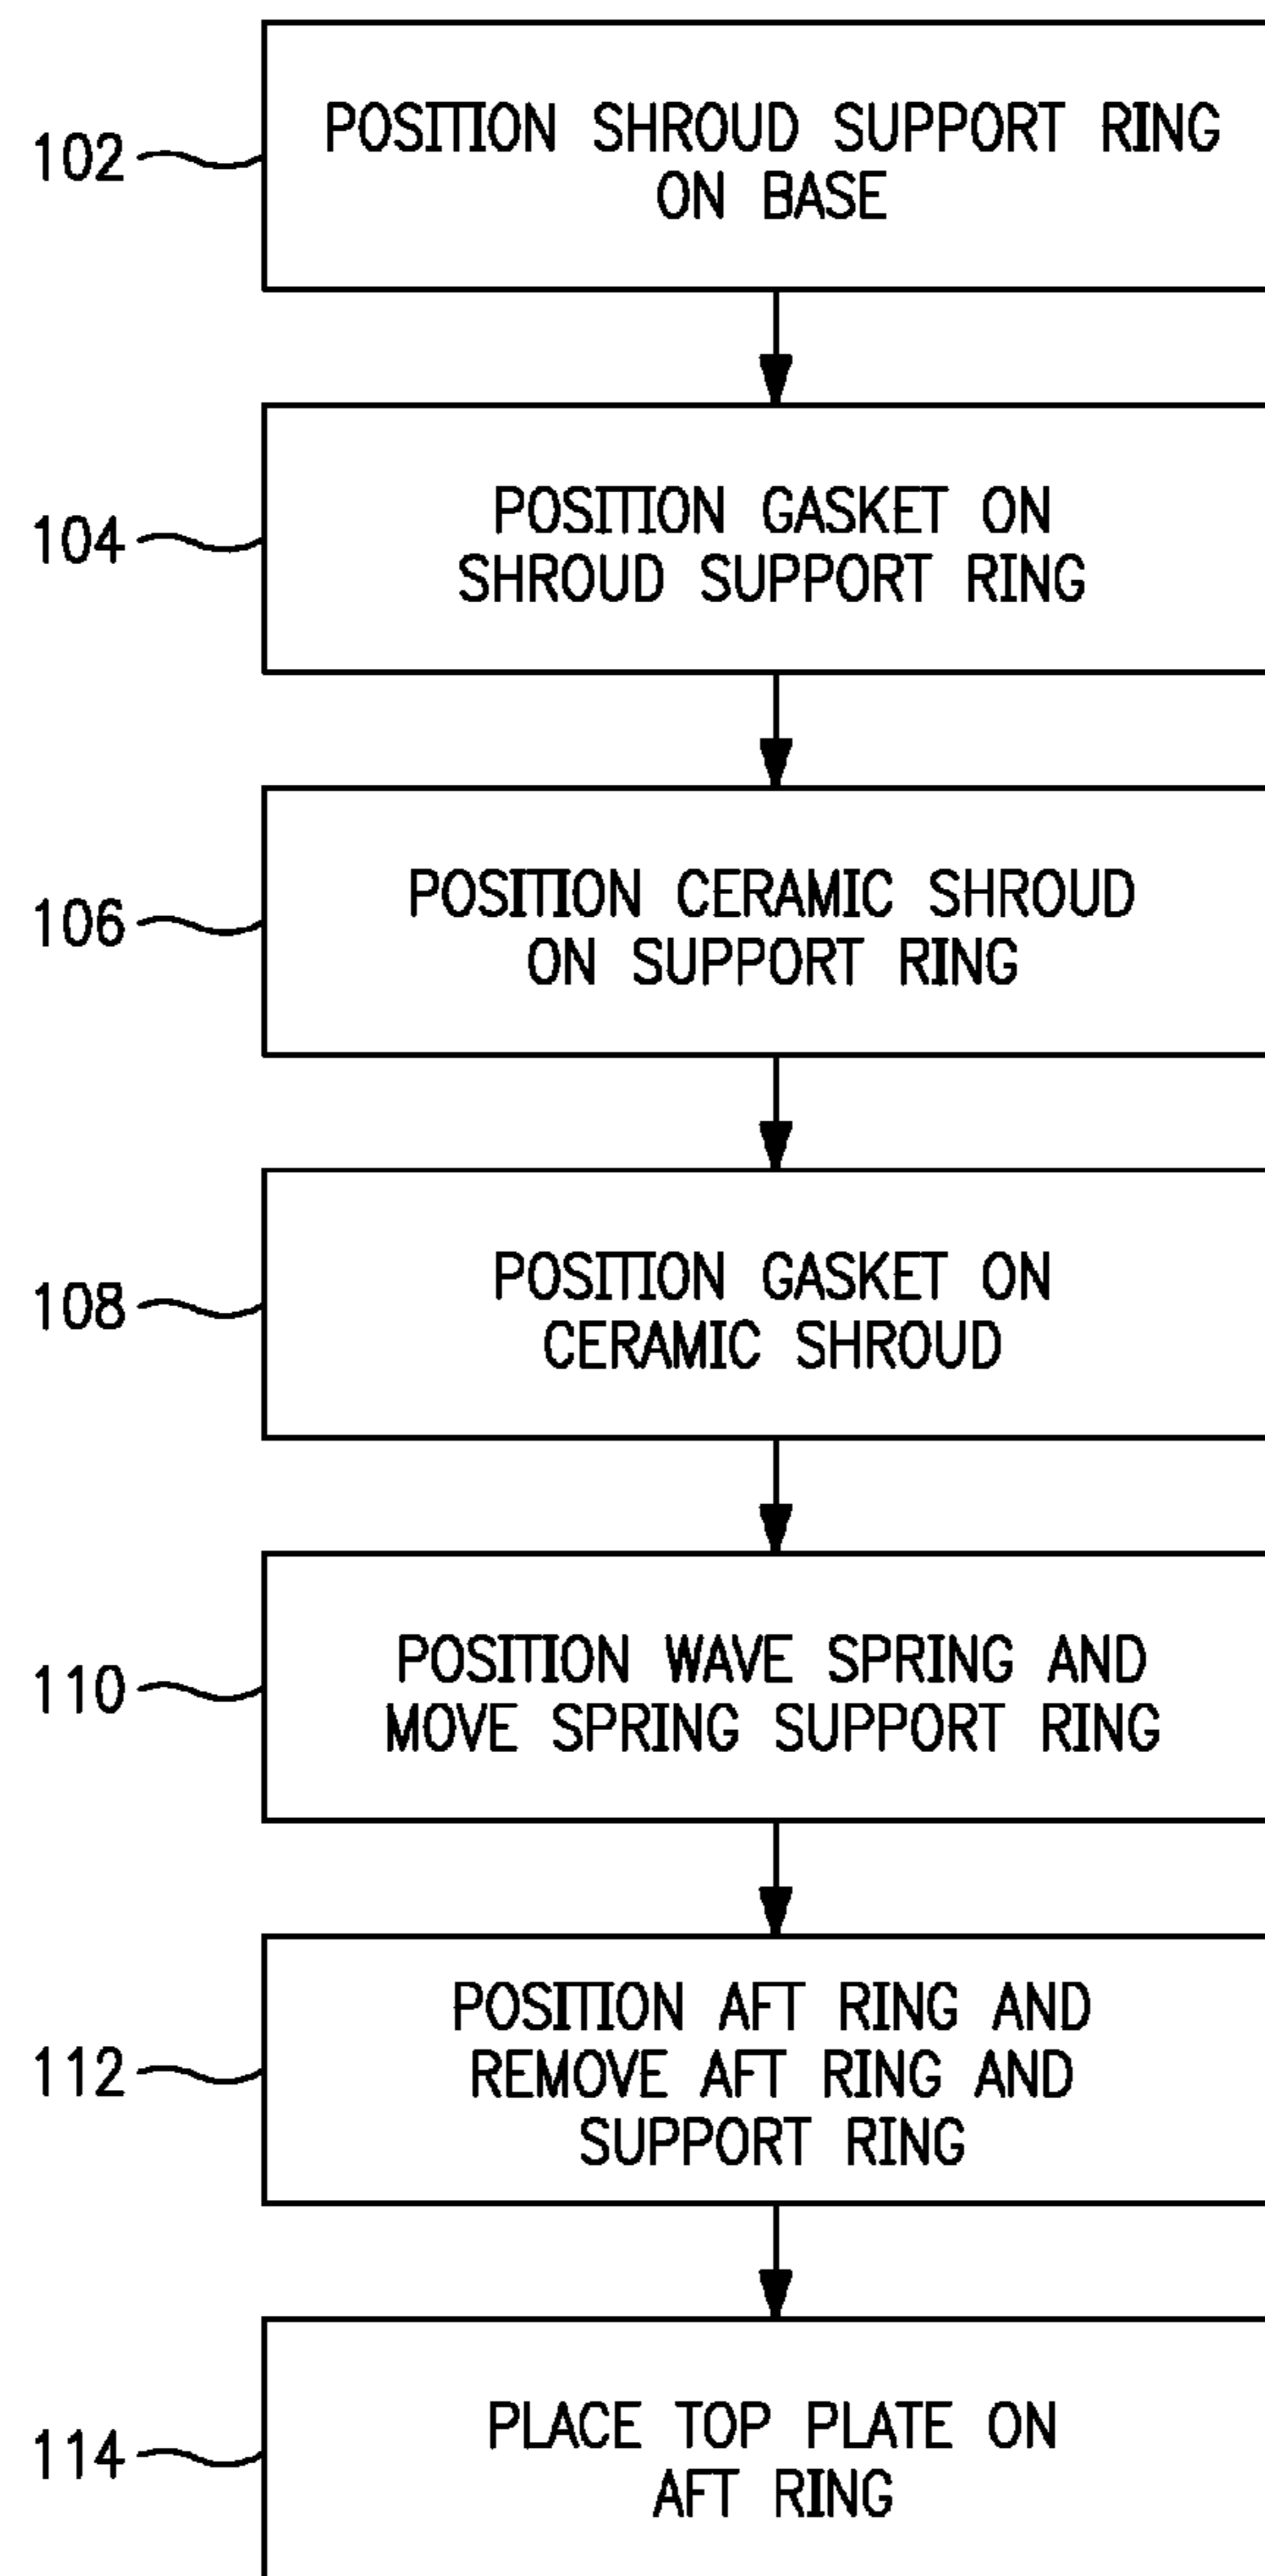 102
POSITION SHROUD SUPPORT RING
ON BASE
104
POSITION GASKET ON
SHROUD SUPPORT RING
106
POSITION CERAMIC SHROUD
ON SUPPORT RING
108
POSITION GASKET ON
CERAMIC SHROUD
110
POSITION WAVE SPRING AND
MOVE SPRING SUPPORT RING
112
POSITION AFT RING AND
REMOVE AFT RING AND
SUPPORT RING
114
PLACE TOP PLATE ON
AFT RING